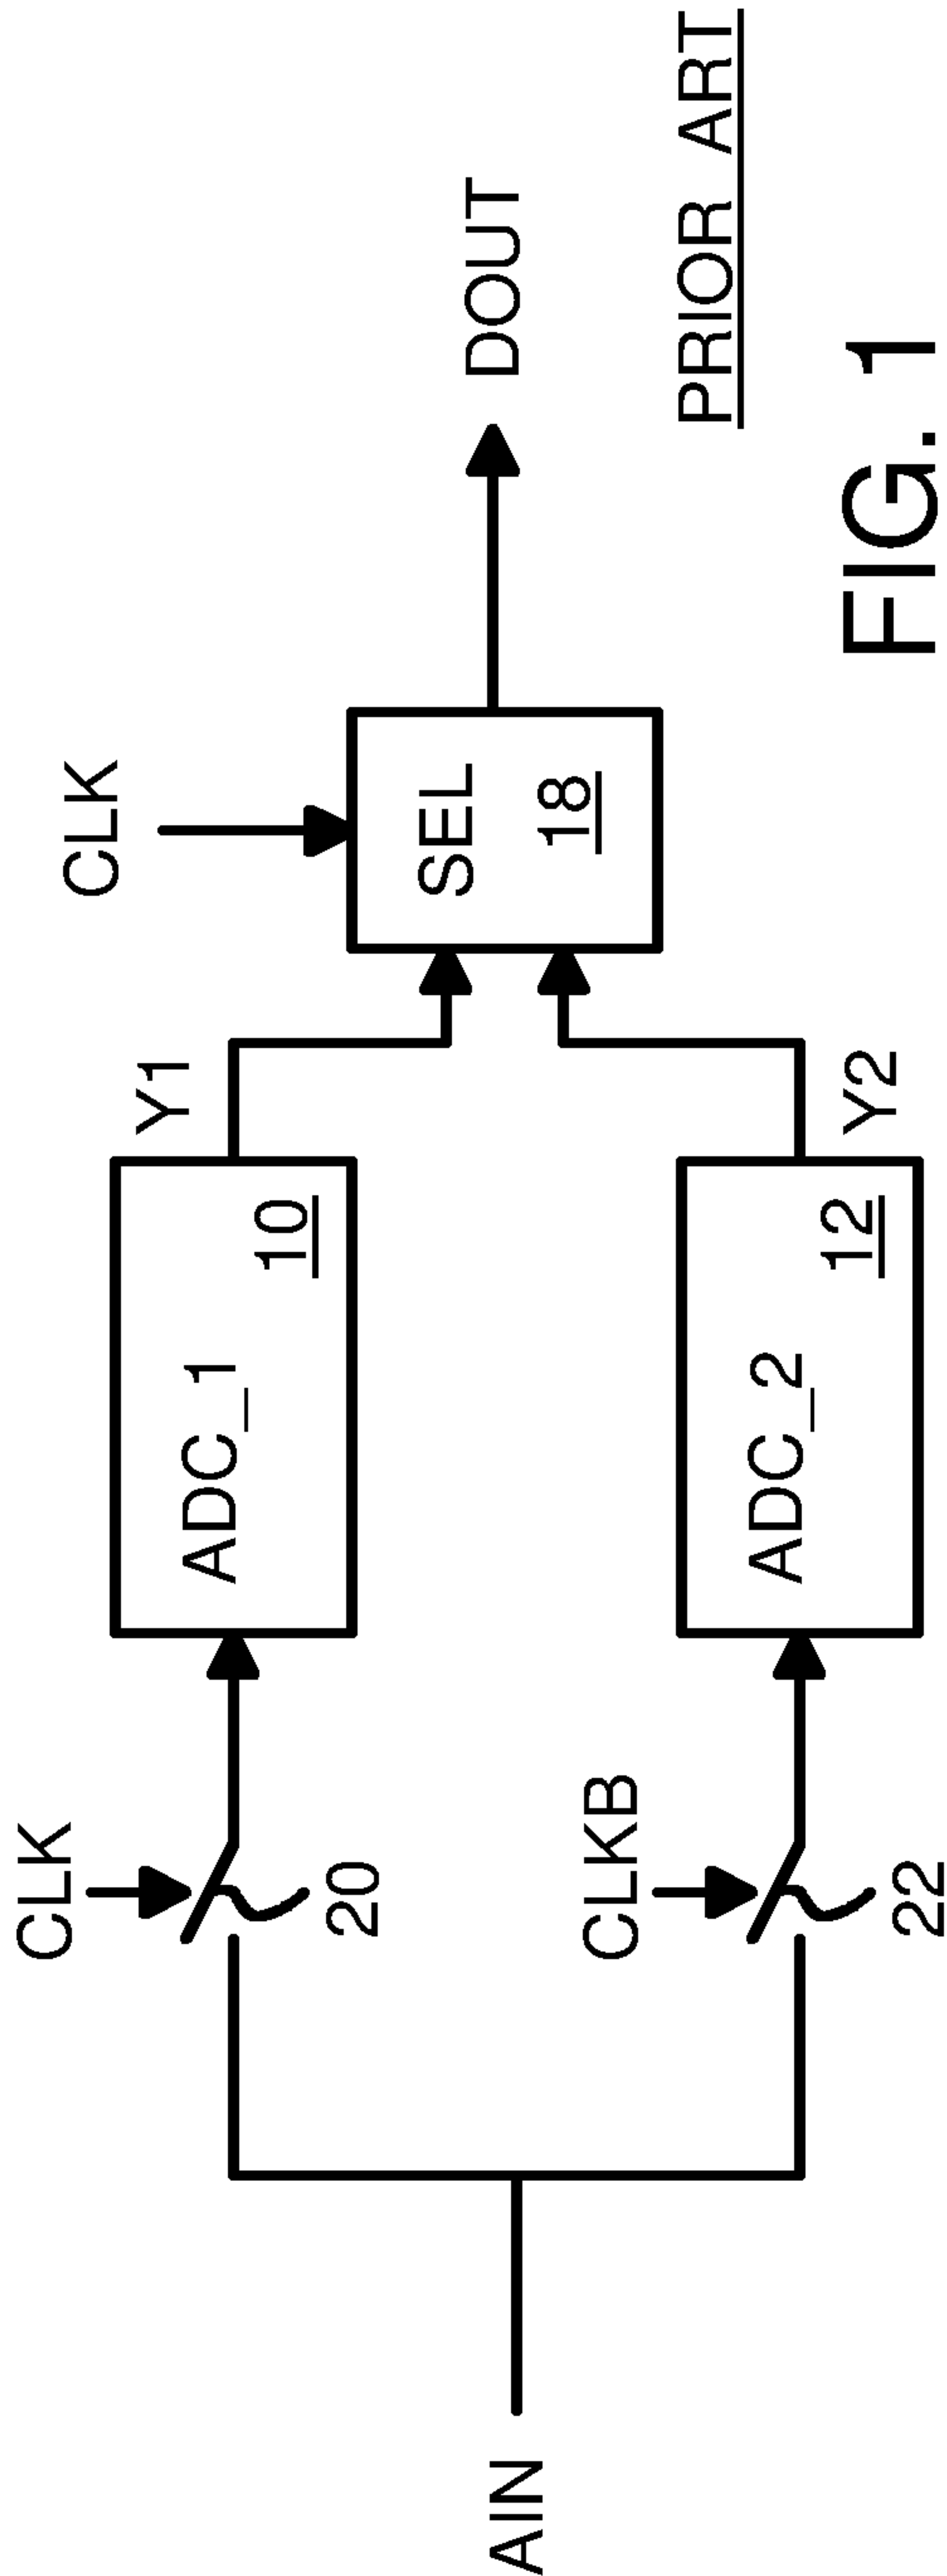 CLK
ADC_1
10
Y1
20
CLK
SEL
18
AIN
DOUT
CLKB
ADC_2
12
Y2
22
PRIOR ART
FIG. 1